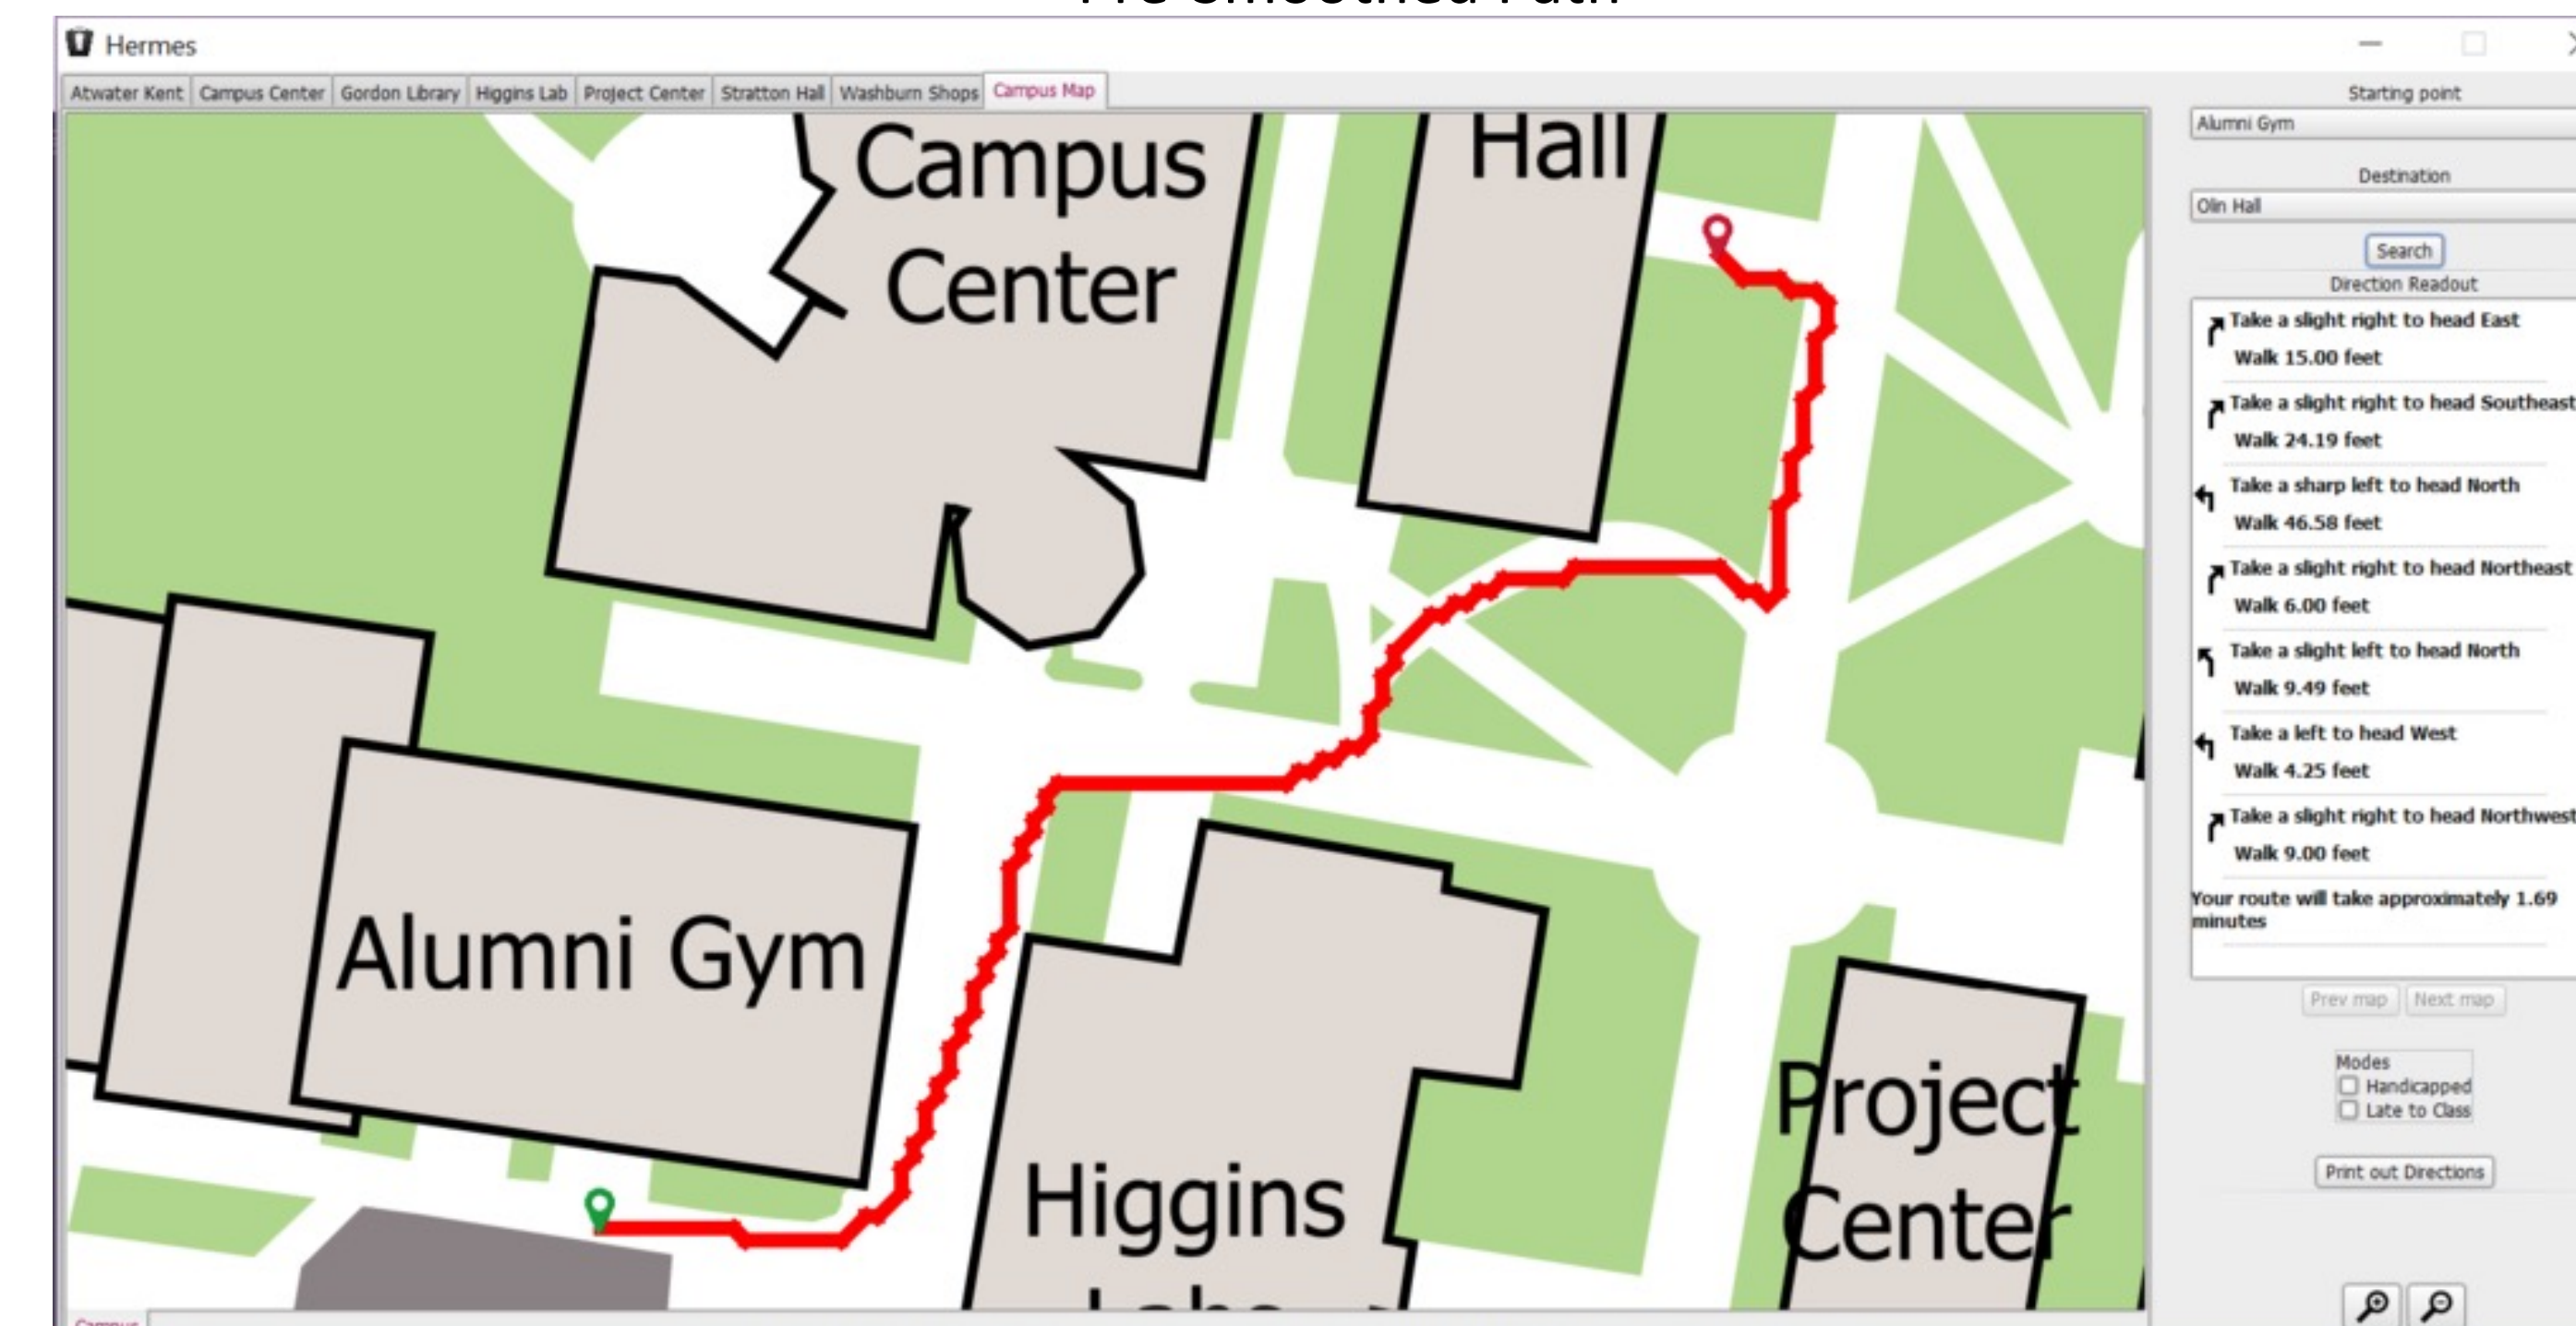 Pre-Smoothed Path
Hermes
Atwater Kent Campus Center Gordon Library Higgins Lab Project Center Stratton Hall Washburn Shops Campus Map
Campus
Center
Hall
Alumni Gym
Higgins
Labs
Project
Center
Campus
Starting point
Alumni Gym
Destination
Olin Hall
Search
Direction Readout
Take a slight right to head East
Walk 15.00 feet
Take a slight right to head Southeast
Walk 24.19 feet
Take a sharp left to head North
Walk 46.58 feet
Take a slight right to head Northeast
Walk 6.00 feet
Take a slight left to head North
Walk 9.49 feet
Take a left to head West
Walk 4.25 feet
Take a slight right to head Northwest
Walk 9.00 feet
Your route will take approximately 1.69
minutes
Prev map Next map
Modes
Handicapped
Late to Class
Print out Directions